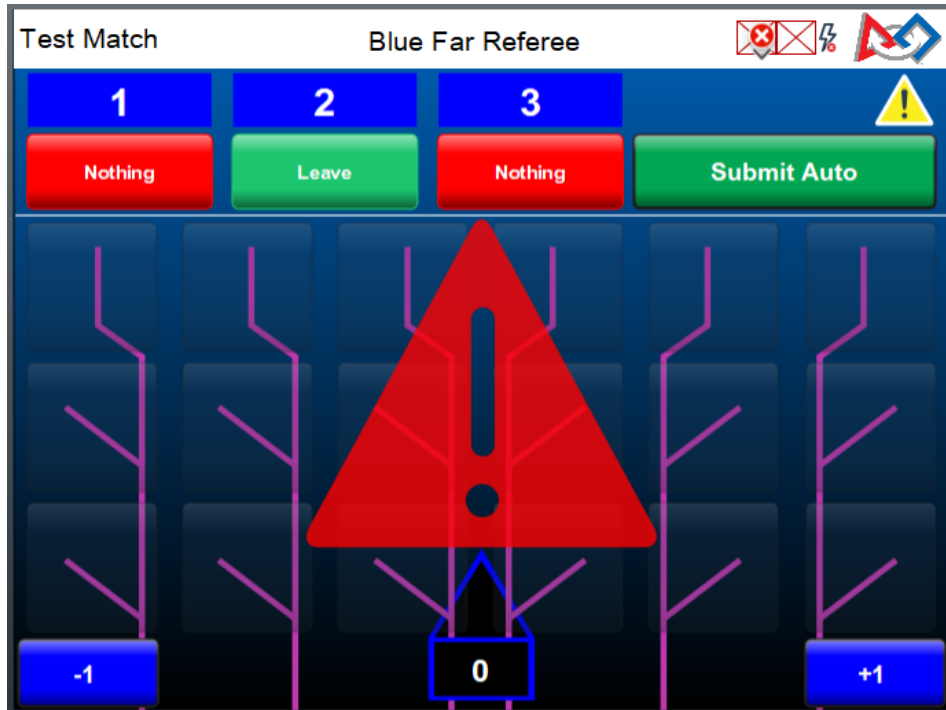 Test Match
Blue Far Referee
1 2 3
Nothing Leave Nothing Submit Auto
-1 0 +1